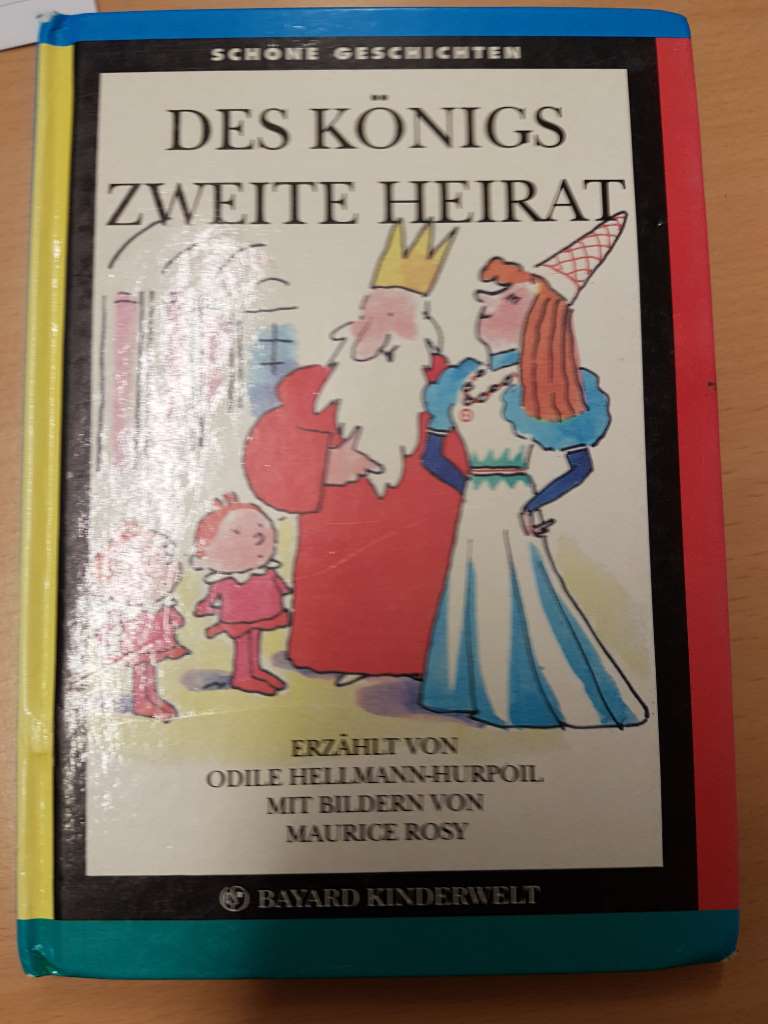 SCHÖNE GESCHICHTEN
DES KÖNIGS
ZWEITE HEIRAT
ERZÄHLT VON
ODILE HELLMANN-HURPOIL
MIT BILDERN VON
MAURICE ROSY
BAYARD KINDERWELT